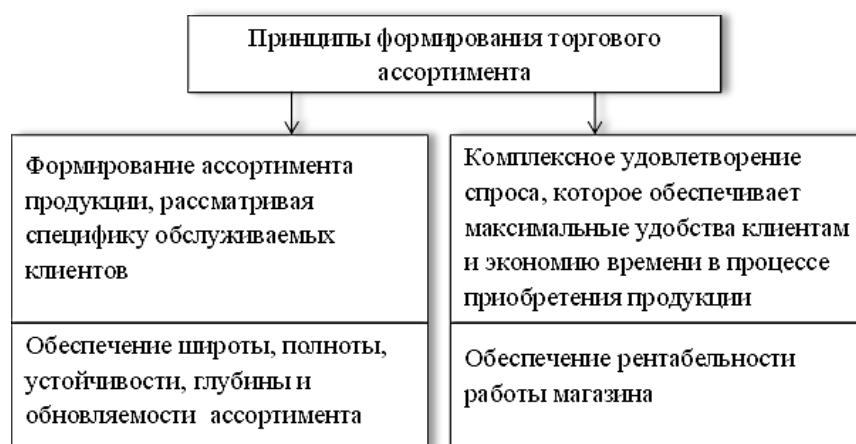 Принципы формирования торгового
ассортимента
Формирование ассортимента
продукции, рассматривая
специфику обслуживаемых
клиентов
Комплексное удовлетворение
спроса, которое обеспечивает
максимальные удобства клиентам
и экономию времени в процессе
приобретения продукции
Обеспечение широты, полноты,
устойчивости, глубины и
обновляемости ассортимента
Обеспечение рентабельности
работы магазина